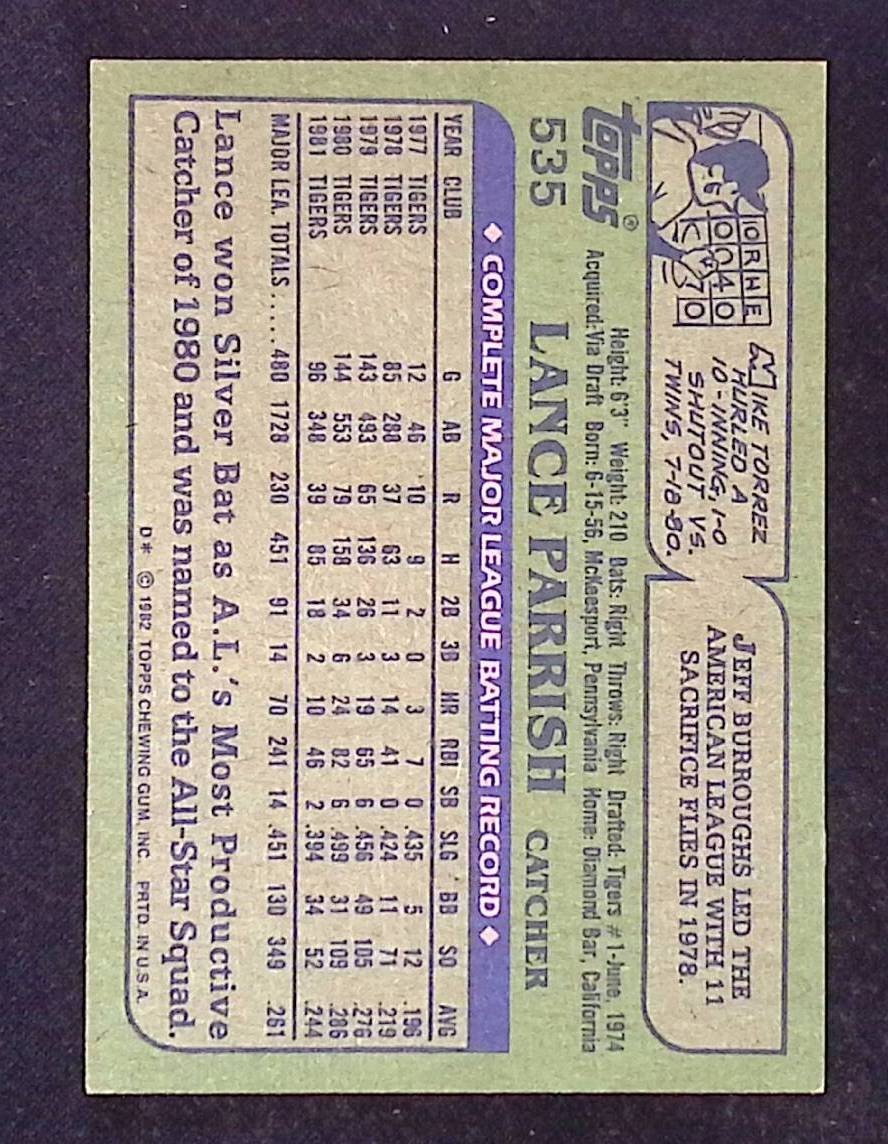 IO R H E
0 0 4 0
7 0
MIKE TORREZ
HURLED A
10-INNING, 1-0
SHUTOUT VS.
TWINS, 7-18-80.
JEFF BURROUGHS LED THE
AMERICAN LEAGUE WITH 11
SACRIFICE FLIES IN 1978.
TOPPS®
535
Height: 6'3" Weight: 210 Bats: Right Throws: Right Drafted: Tigers #1-June, 1974
Acquired: Via Draft Born: 6-15-56, McKeesport, Pennsylvania Home: Diamond Bar, California
LANCE PARRISH CATCHER
◆ COMPLETE MAJOR LEAGUE BATTING RECORD ◆
YEAR CLUB G AB R H 2B 3B HR RBI SB SLG BB SO AVG
1977 TIGERS 12 46 10 9 2 0 3 7 0 .435 5 12 .196
1978 TIGERS 85 288 37 63 11 3 14 41 0 .424 11 71 .219
1979 TIGERS 143 493 65 136 26 3 19 65 6 .456 49 105 .276
1980 TIGERS 144 553 79 158 34 6 24 82 6 .499 31 109 .286
1981 TIGERS 96 348 39 85 18 2 10 46 2 .394 34 52 .244
MAJOR LEA. TOTALS ..... 480 1728 230 451 91 14 70 241 14 .451 130 349 .261
Lance won Silver Bat as A.L.'s Most Productive
Catcher of 1980 and was named to the All-Star Squad.
D* © 1982 TOPPS CHEWING GUM, INC. PRTD. IN U.S.A.